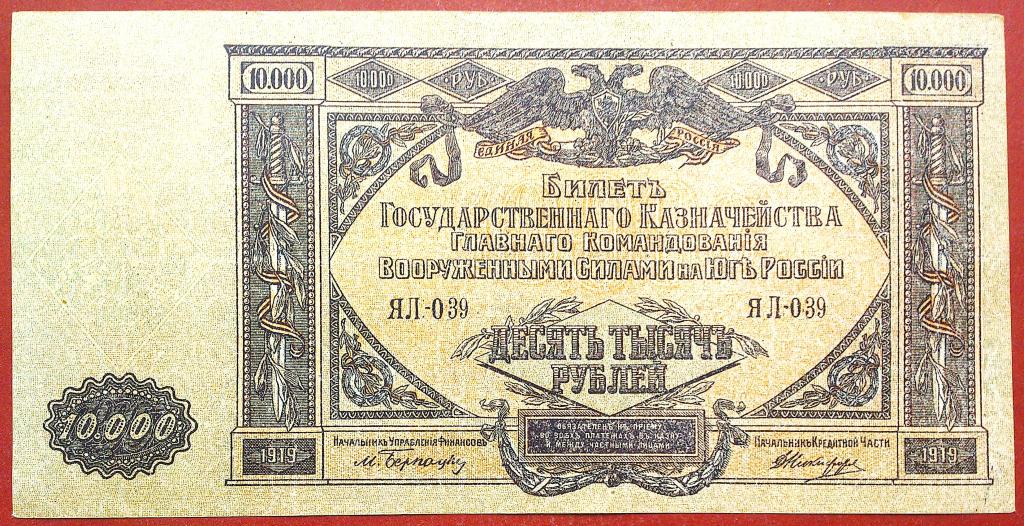 10.000 10.000 РУБ 10.000 РУБ 10.000
ЕДИНАЯ РОССІЯ
БИЛЕТЪ
ГОСУДАРСТВЕННАГО КАЗНАЧЕЙСТВА
ГЛАВНАГО КОМАНДОВАНІЯ
ВООРУЖЕННЫМИ СИЛАМИ НА ЮГѢ РОССІИ
ЯЛ-039 ЯЛ-039
ДЕСЯТЬ ТЫСЯЧЪ
РУБЛЕЙ
10.000
ОБЯЗАТЕЛЕНЪ КЪ ПРІЕМУ
ВО ВСѢХЪ ПЛАТЕЖАХЪ ВЪ КАЗНУ
И МЕЖДУ ЧАСТНЫМИ ЛИЦАМИ
НАЧАЛЬНИКЪ УПРАВЛЕНІЯ ФИНАНСОВЪ НАЧАЛЬНИКЪ КРЕДИТНОЙ ЧАСТИ
1919 1919